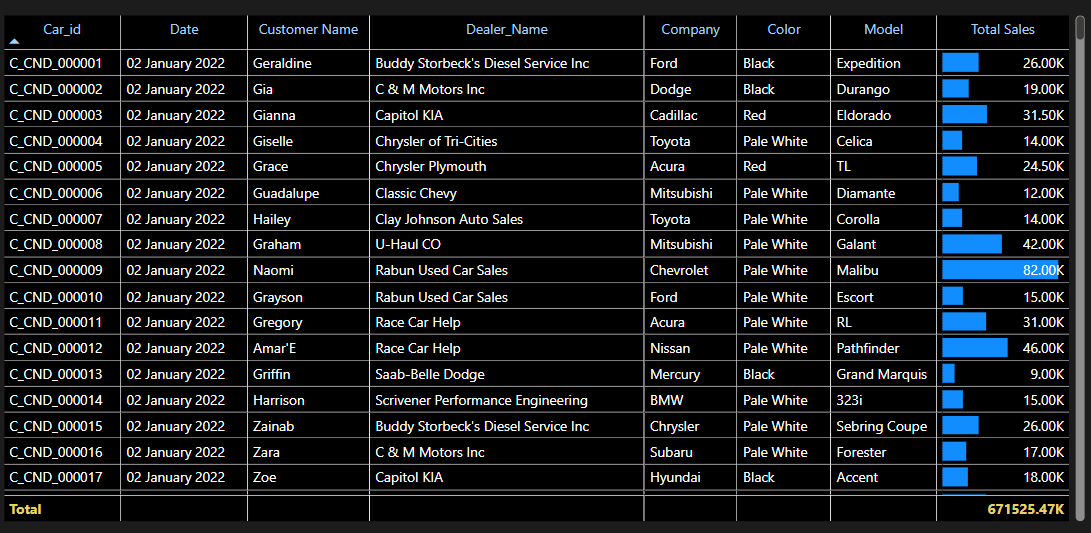 Car_id Date Customer Name Dealer_Name Company Color Model Total Sales
C_CND_000001 02 January 2022 Geraldine Buddy Storbeck's Diesel Service Inc Ford Black Expedition 26.00K
C_CND_000002 02 January 2022 Gia C & M Motors Inc Dodge Black Durango 19.00K
C_CND_000003 02 January 2022 Gianna Capitol KIA Cadillac Red Eldorado 31.50K
C_CND_000004 02 January 2022 Giselle Chrysler of Tri-Cities Toyota Pale White Celica 14.00K
C_CND_000005 02 January 2022 Grace Chrysler Plymouth Acura Red TL 24.50K
C_CND_000006 02 January 2022 Guadalupe Classic Chevy Mitsubishi Pale White Diamante 12.00K
C_CND_000007 02 January 2022 Hailey Clay Johnson Auto Sales Toyota Pale White Corolla 14.00K
C_CND_000008 02 January 2022 Graham U-Haul CO Mitsubishi Pale White Galant 42.00K
C_CND_000009 02 January 2022 Naomi Rabun Used Car Sales Chevrolet Pale White Malibu 82.00K
C_CND_000010 02 January 2022 Grayson Rabun Used Car Sales Ford Pale White Escort 15.00K
C_CND_000011 02 January 2022 Gregory Race Car Help Acura Pale White RL 31.00K
C_CND_000012 02 January 2022 Amar'E Race Car Help Nissan Pale White Pathfinder 46.00K
C_CND_000013 02 January 2022 Griffin Saab-Belle Dodge Mercury Black Grand Marquis 9.00K
C_CND_000014 02 January 2022 Harrison Scrivener Performance Engineering BMW Pale White 323i 15.00K
C_CND_000015 02 January 2022 Zainab Buddy Storbeck's Diesel Service Inc Chrysler Pale White Sebring Coupe 26.00K
C_CND_000016 02 January 2022 Zara C & M Motors Inc Subaru Pale White Forester 17.00K
C_CND_000017 02 January 2022 Zoe Capitol KIA Hyundai Black Accent 18.00K
Total 671525.47K